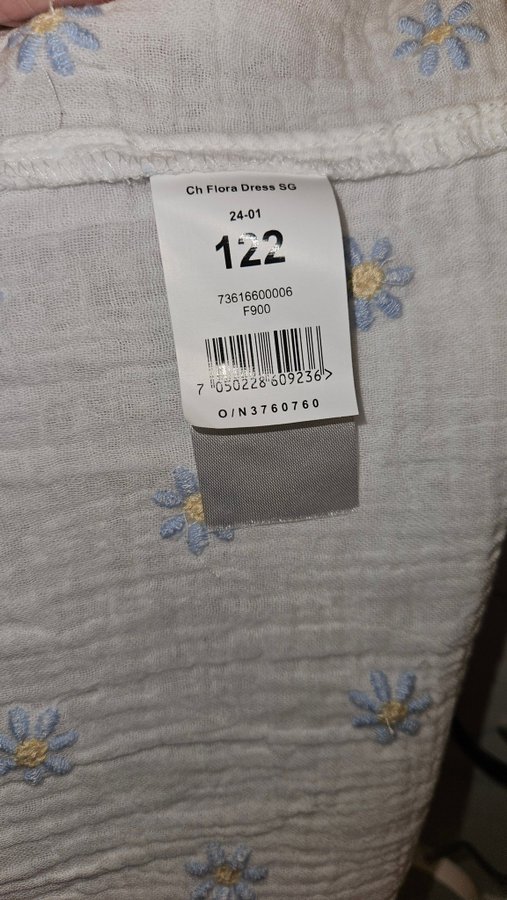 Ch Flora Dress SG
24-01
122
73616600006
F900
7 050228 609236>
O/N3760760